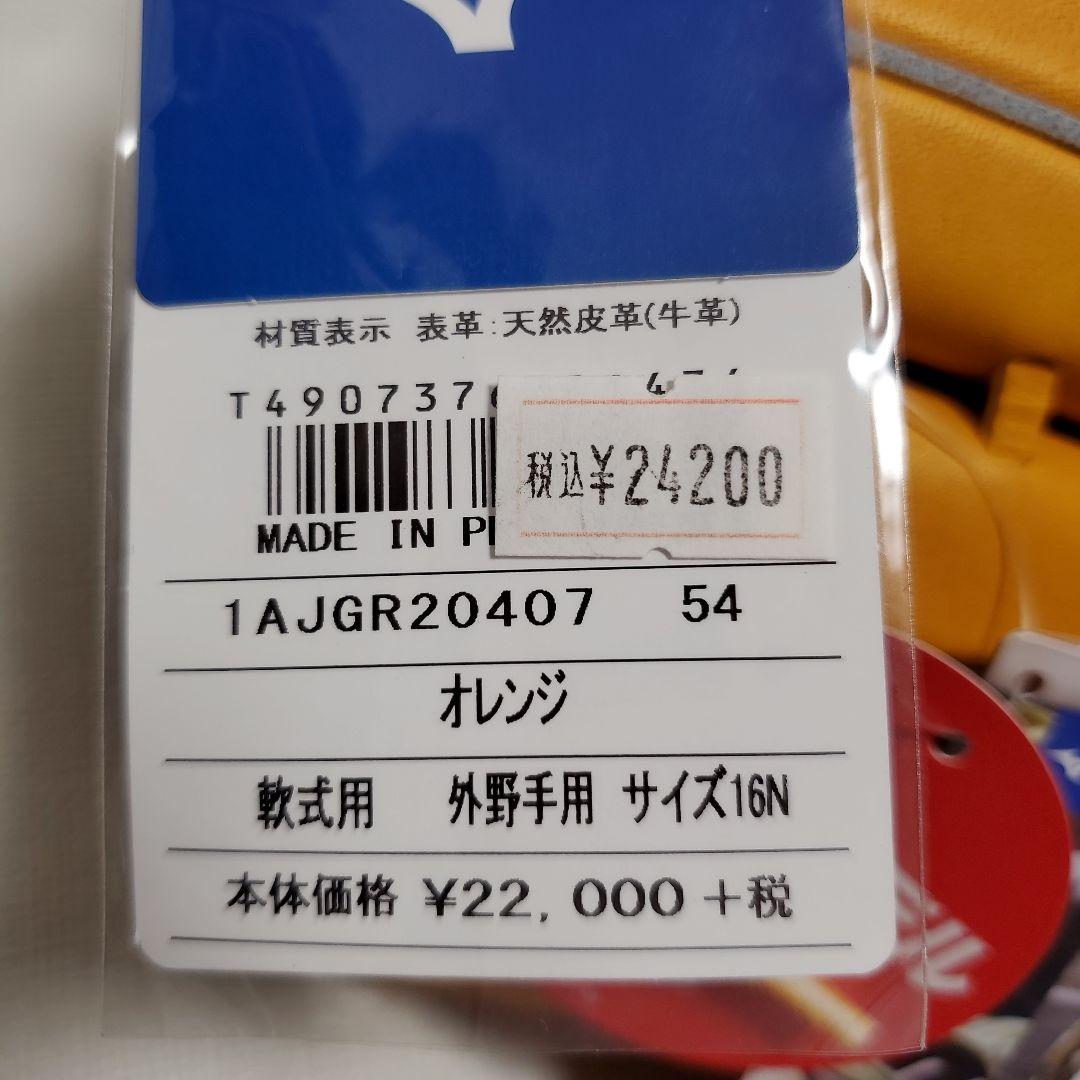 材質表示 表革:天然皮革(牛革)
T4907376
税込¥24200
MADE IN
1AJGR20407 54
オレンジ
軟式用 外野手用 サイズ16N
本体価格 ¥22,000+税